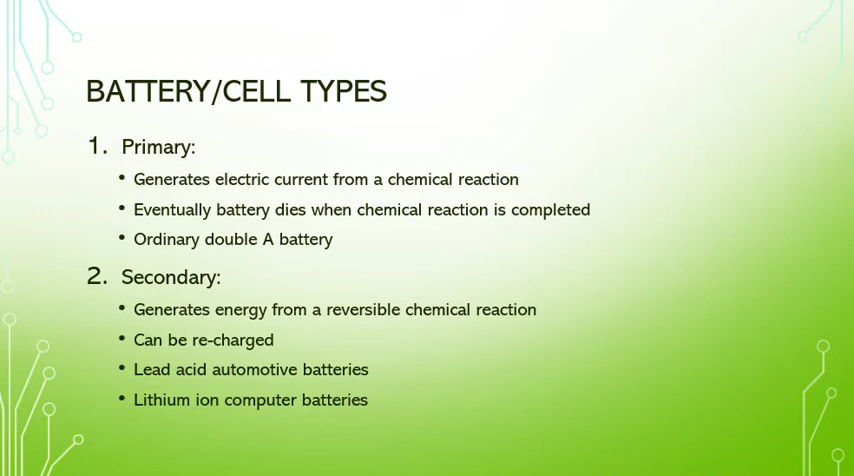 BATTERY/CELL TYPES
1. Primary:
• Generates electric current from a chemical reaction
• Eventually battery dies when chemical reaction is completed
• Ordinary double A battery
2. Secondary:
• Generates energy from a reversible chemical reaction
• Can be re-charged
• Lead acid automotive batteries
• Lithium ion computer batteries